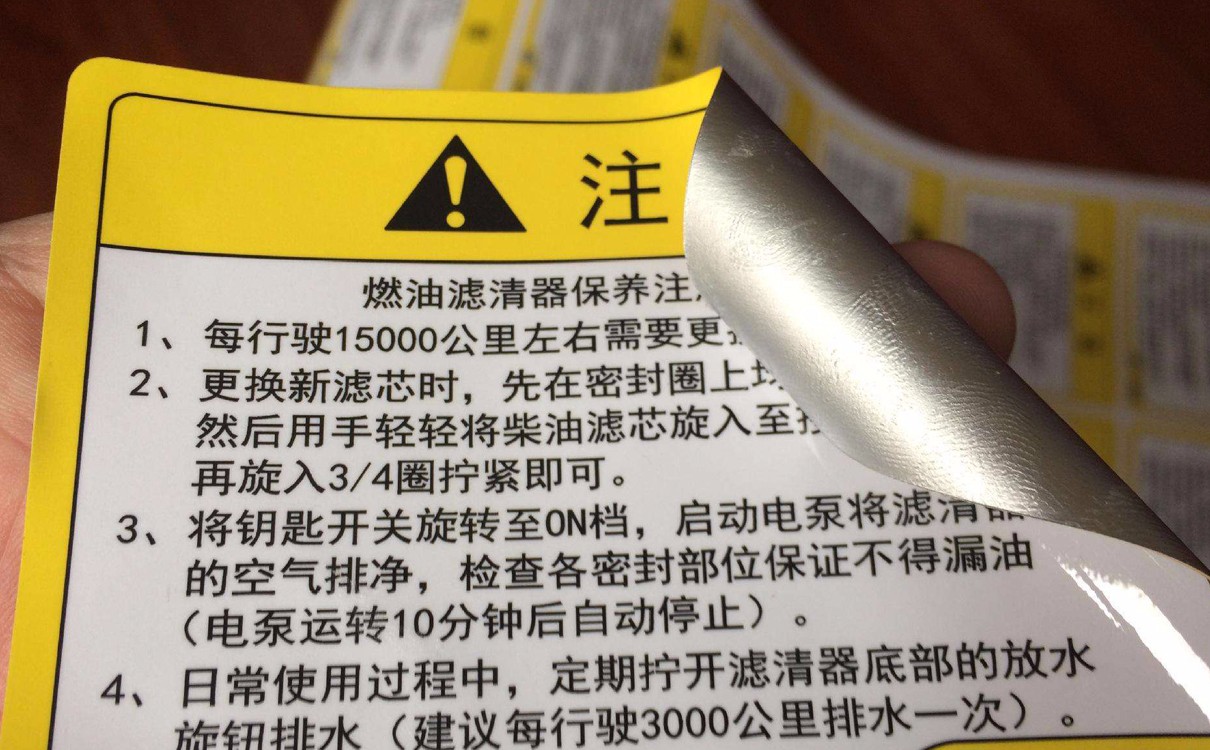 注
燃油滤清器保养注
1、每行驶15000公里左右需要更
2、更换新滤芯时，先在密封圈上
然后用手轻轻将柴油滤芯旋入至
再旋入3/4圈拧紧即可。
3、将钥匙开关旋转至ON档，启动电泵将滤清器
的空气排净，检查各密封部位保证不得漏油
（电泵运转10分钟后自动停止）。
4、日常使用过程中，定期拧开滤清器底部的放水
旋钮排水（建议每行驶3000公里排水一次）。